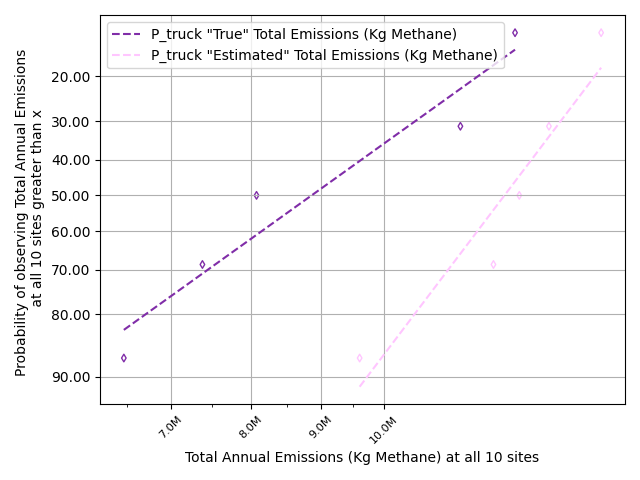 P_truck "True" Total Emissions (Kg Methane)
P_truck "Estimated" Total Emissions (Kg Methane)
Probability of observing Total Annual Emissions
at all 10 sites greater than x
20.00
30.00
40.00
50.00
60.00
70.00
80.00
90.00
7.0M
8.0M
9.0M
10.0M
Total Annual Emissions (Kg Methane) at all 10 sites